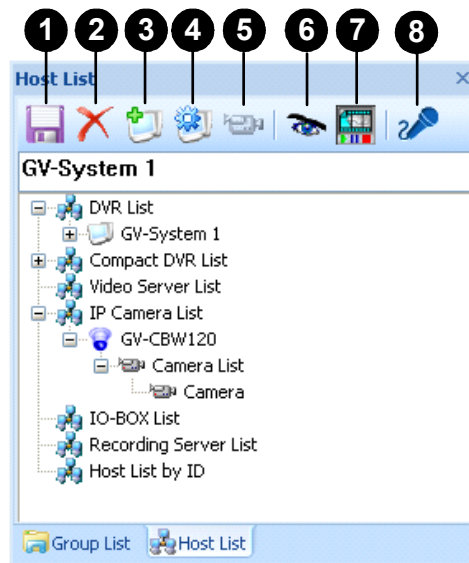 1 2 3 4 5 6 7 8
Host List
GV-System 1
DVR List
GV-System 1
Compact DVR List
Video Server List
IP Camera List
GV-CBW120
Camera List
Camera
IO-BOX List
Recording Server List
Host List by ID
Group List Host List